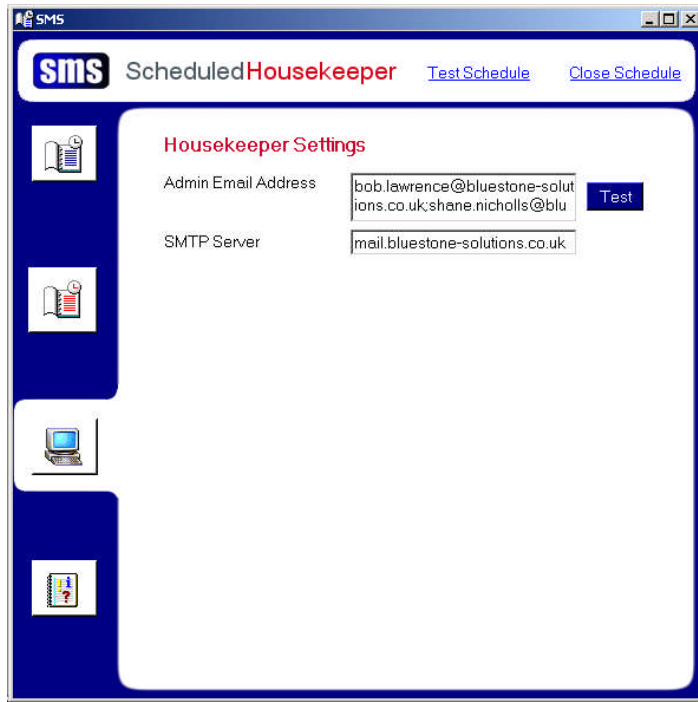 SMS
sms ScheduledHousekeeper Test Schedule Close Schedule
Housekeeper Settings
Admin Email Address
bob.lawrence@bluestone-solut
ions.co.uk;shane.nicholls@blu
Test
SMTP Server
mail.bluestone-solutions.co.uk